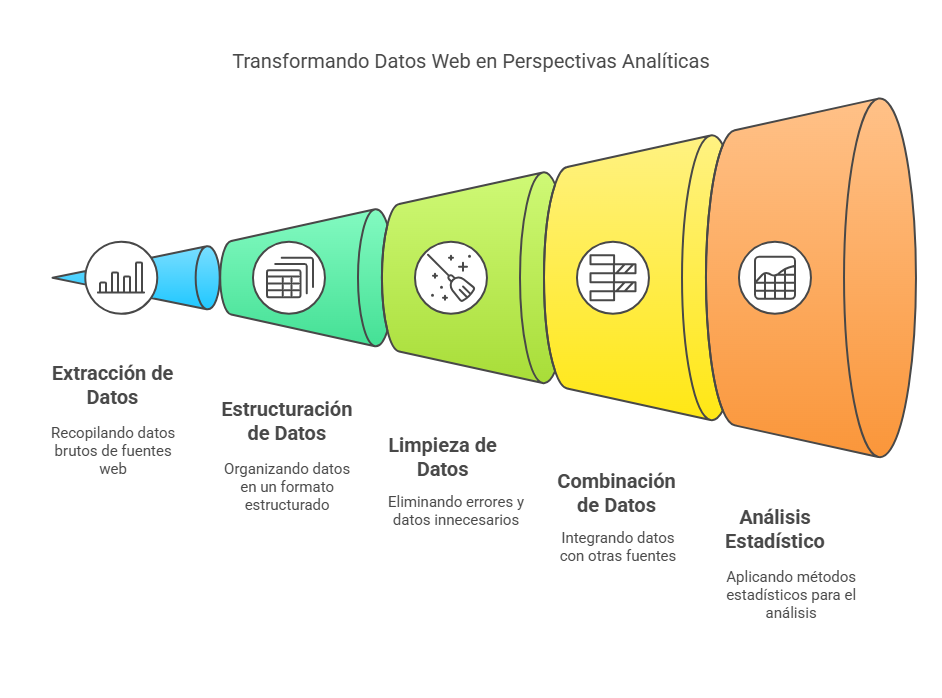 Transformando Datos Web en Perspectivas Analíticas
Extracción de
Datos
Recopilando datos
brutos de fuentes
web
Estructuración
de Datos
Organizando datos
en un formato
estructurado
Limpieza de
Datos
Eliminando errores y
datos innecesarios
Combinación
de Datos
Integrando datos
con otras fuentes
Análisis
Estadístico
Aplicando métodos
estadísticos para el
análisis